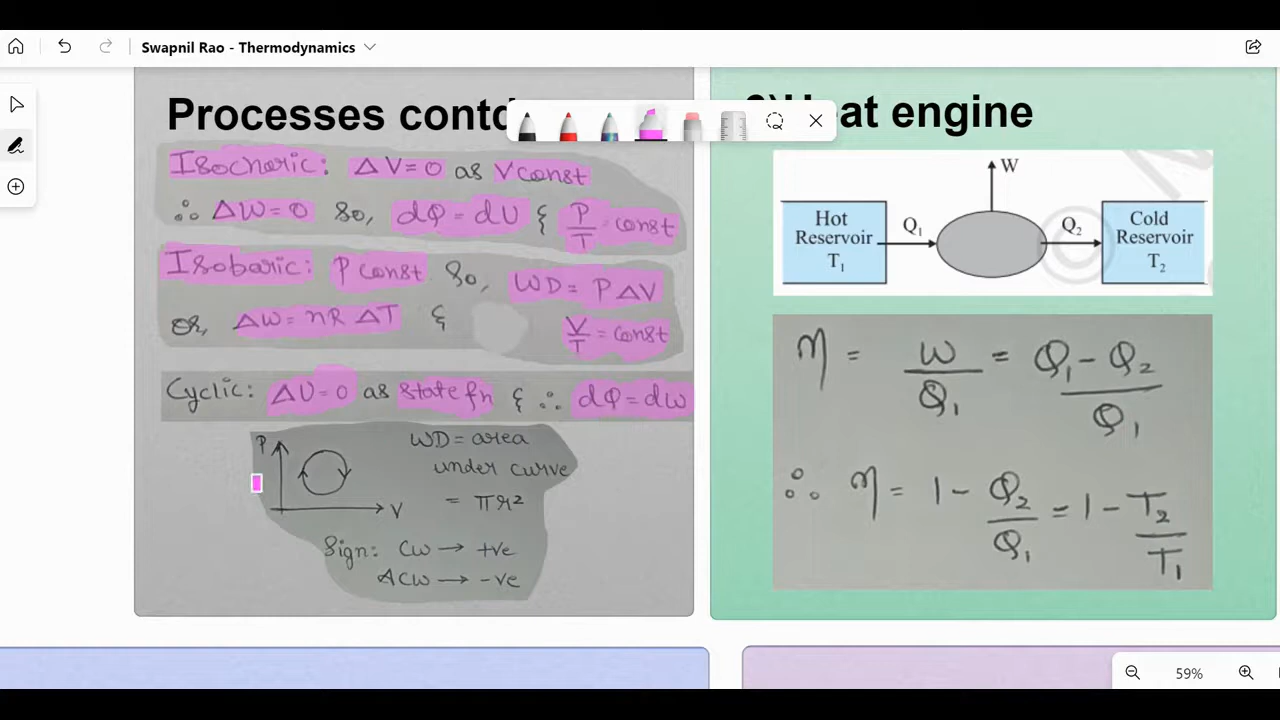 Swapnil Rao - Thermodynamics
Processes contd
Isochoric: ΔV=0 as V const
∴ ΔW=0 So, dQ=dU & P/T = const
Isobaric: P const So, WD = PΔV
or, ΔW=nRΔT & V/T = const
Cyclic: ΔU=0 as state fn & ∴ dQ=dW
P
V
WD = area
under curve
= πr²
Sign: CW → +ve
ACW → -ve
eat engine
W
Hot
Reservoir
T₁
Q₁
Q₂
Cold
Reservoir
T₂
η = W/Q₁ = Q₁-Q₂/Q₁
∴ η = 1 - Q₂/Q₁ = 1 - T₂/T₁
59%